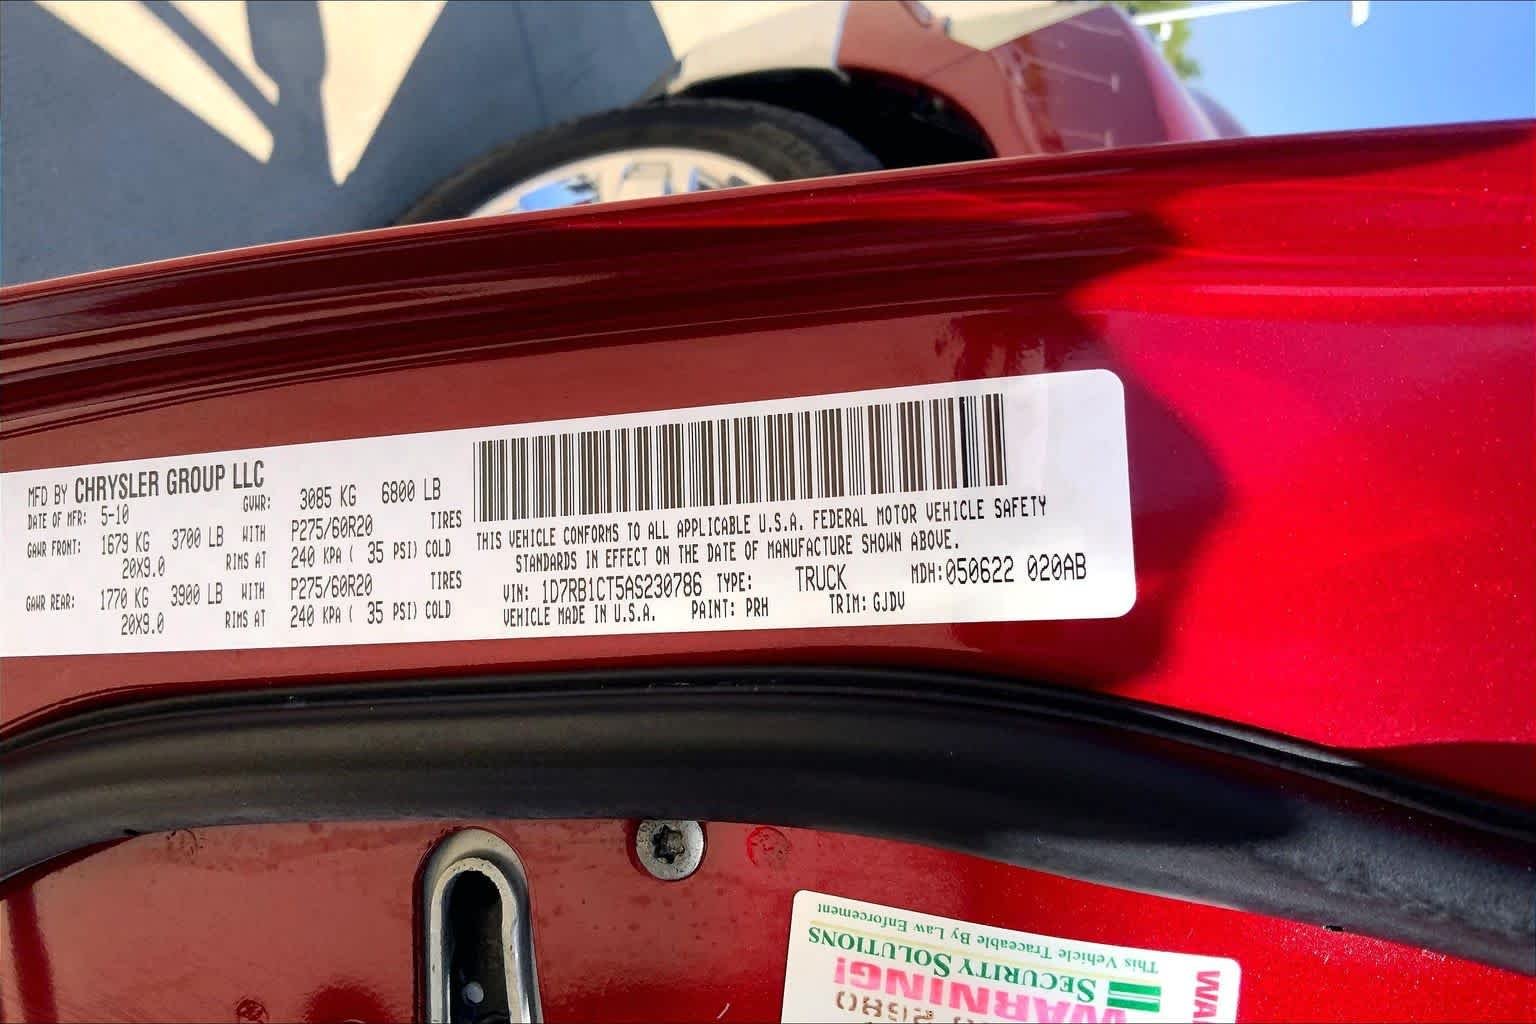 MFD BY CHRYSLER GROUP LLC
DATE OF MFR: 5-10 GVWR: 3085 KG 6800 LB
GAWR FRONT: 1679 KG 3700 LB WITH P275/60R20 TIRES
20X9.0 RIMS AT 240 KPA ( 35 PSI) COLD
GAWR REAR: 1770 KG 3900 LB WITH P275/60R20 TIRES
20X9.0 RIMS AT 240 KPA ( 35 PSI) COLD
THIS VEHICLE CONFORMS TO ALL APPLICABLE U.S.A. FEDERAL MOTOR VEHICLE SAFETY
STANDARDS IN EFFECT ON THE DATE OF MANUFACTURE SHOWN ABOVE.
VIN: 1D7RB1CT5AS230786 TYPE: TRUCK MDH:050622 020AB
VEHICLE MADE IN U.S.A. PAINT: PRH TRIM: GJDV
WARNING!
SECURITY SOLUTIONS
This Vehicle Traceable By Law Enforcement